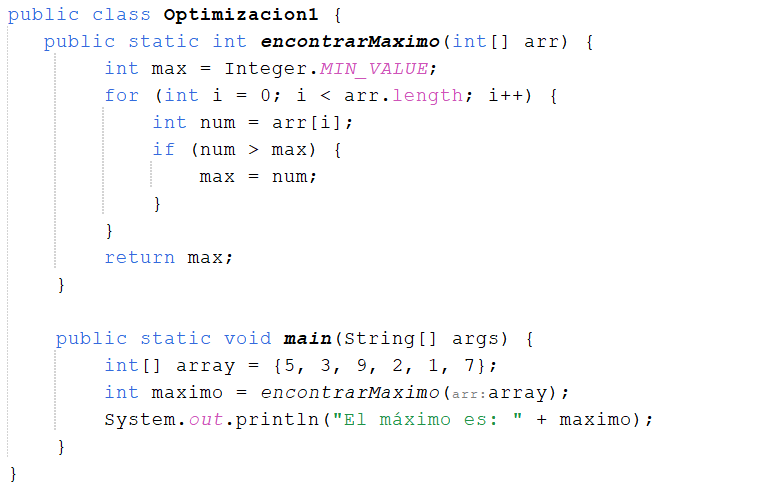 public class Optimizacion1 {
public static int encontrarMaximo(int[] arr) {
int max = Integer.MIN_VALUE;
for (int i = 0; i < arr.length; i++) {
int num = arr[i];
if (num > max) {
max = num;
}
}
return max;
}
public static void main(String[] args) {
int[] array = {5, 3, 9, 2, 1, 7};
int maximo = encontrarMaximo(arr:array);
System.out.println("El máximo es: " + maximo);
}
}